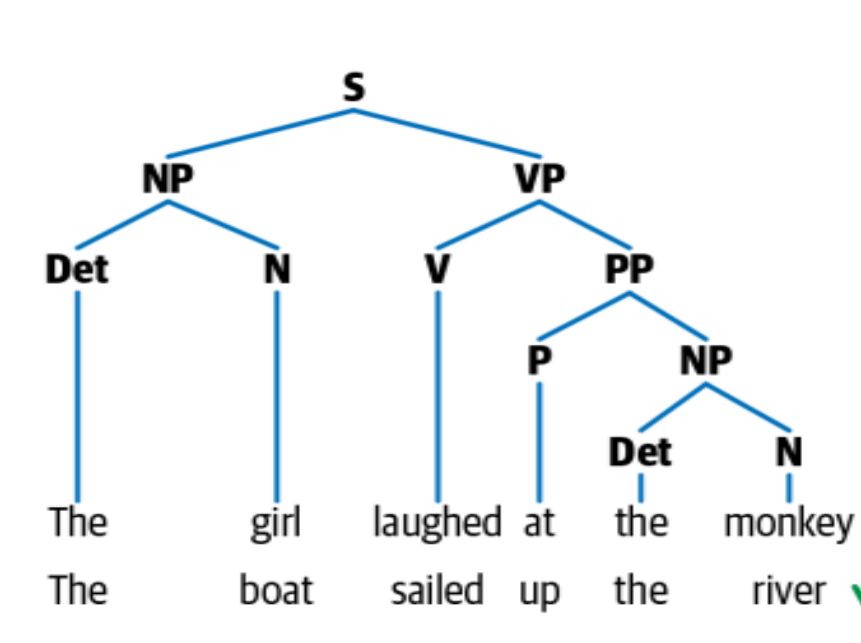 S
NP VP
Det N V PP
P NP
Det N
The girl laughed at the monkey
The boat sailed up the river